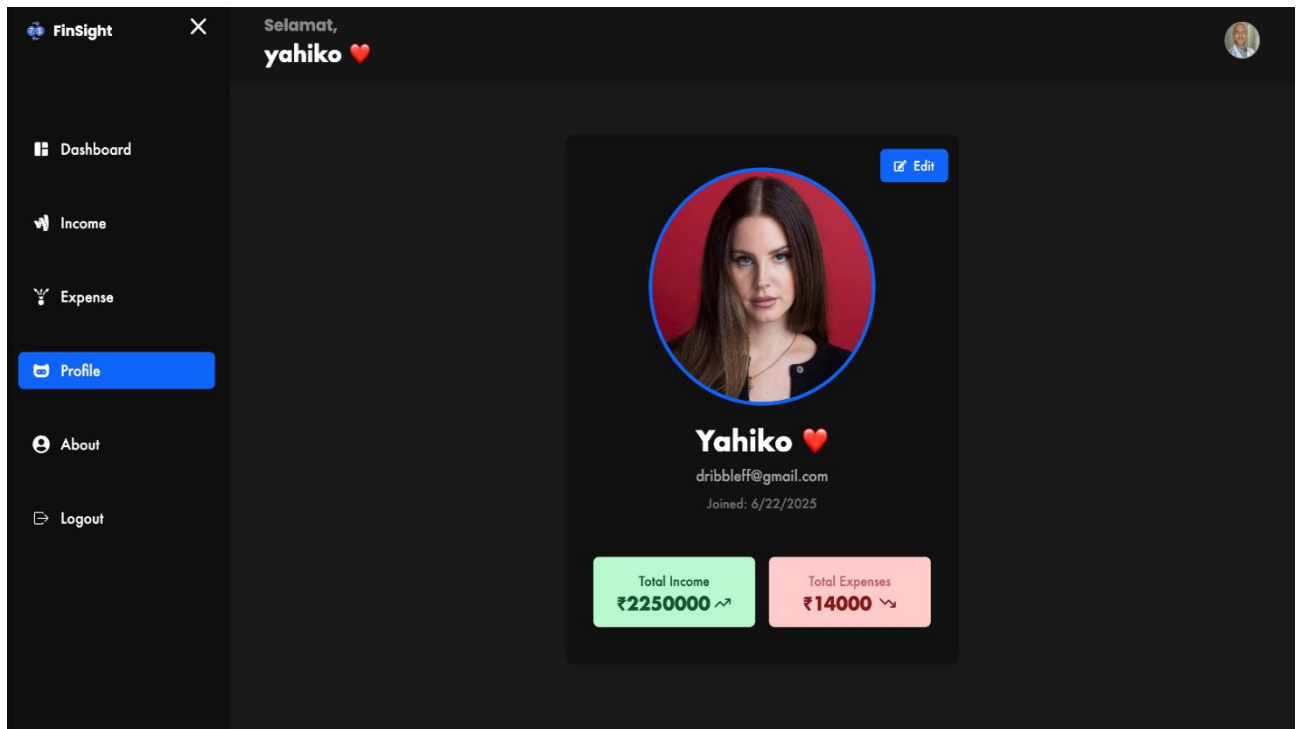 FinSight
Selamat,
yahiko ❤️
Dashboard
Income
Expense
Profile
About
Logout
Edit
Yahiko ❤️
dribbleff@gmail.com
Joined: 6/22/2025
Total Income
₹2250000
Total Expenses
₹14000